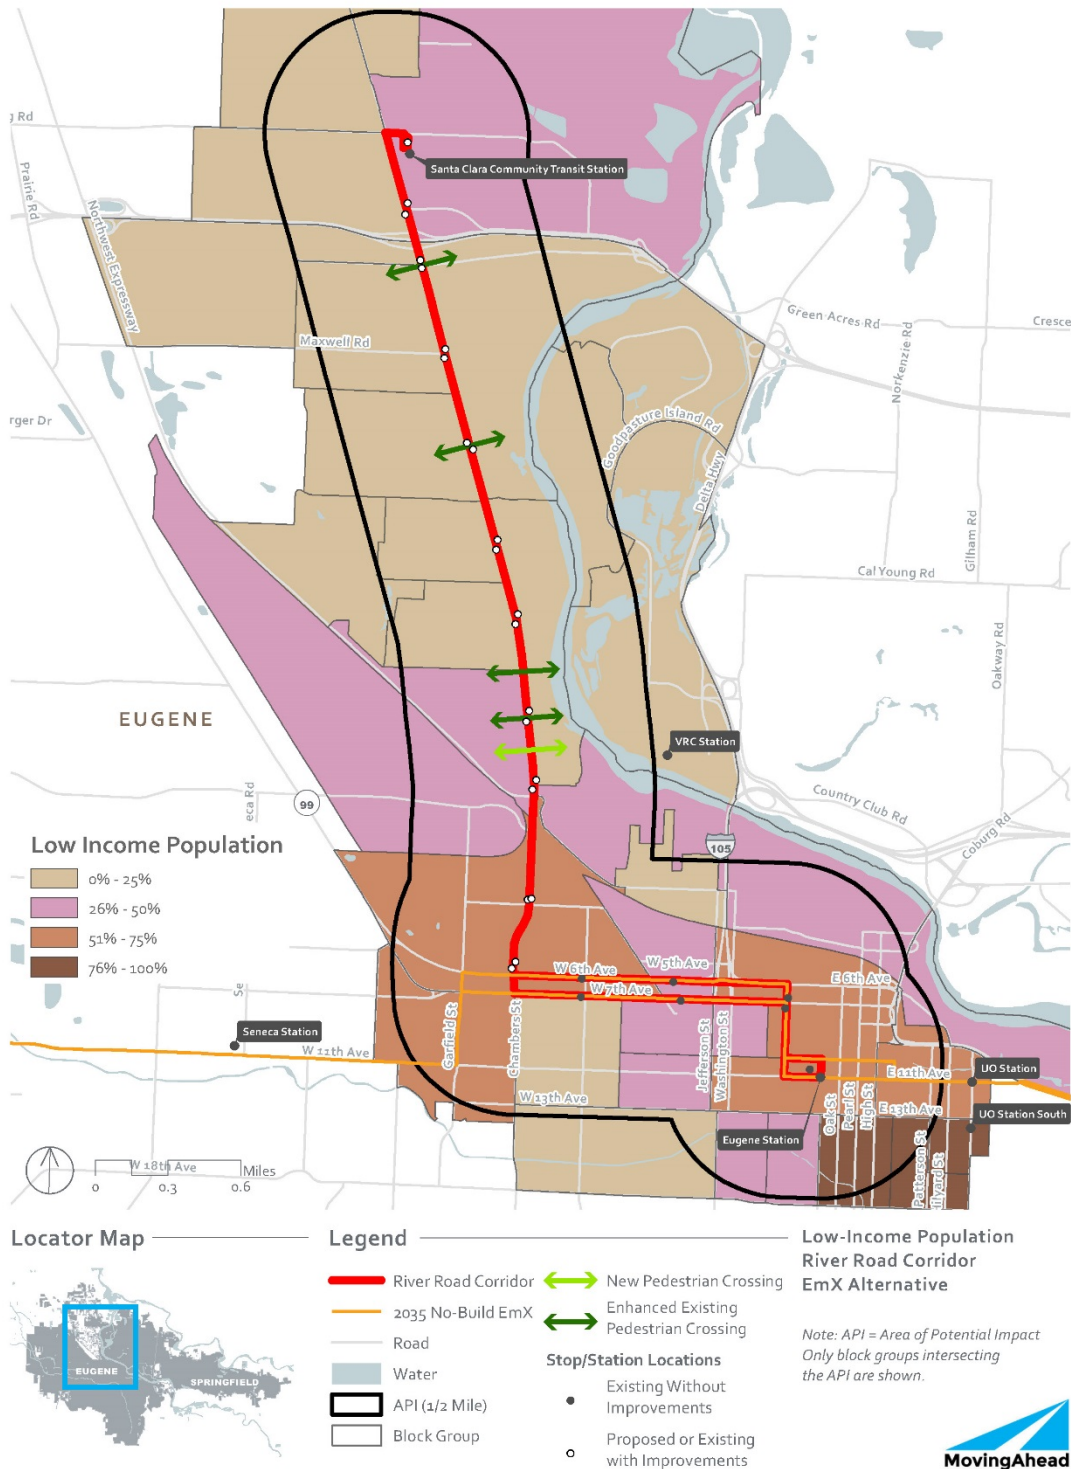 g Rd
Prairie Rd
Northwest Expressway
Santa Clara Community Transit Station
Green Acres Rd
Cresce
Norkenzie Rd
Maxwell Rd
rger Dr
Goodpasture Island Rd
Delta Hwy
Gilham Rd
Cal Young Rd
Oakway Rd
EUGENE
VRC Station
99
eca Rd
Country Club Rd
Coburg Rd
105
Low Income Population
0% - 25%
26% - 50%
51% - 75%
76% - 100%
W 6th Ave
W 5th Ave
E 6th Ave
W 7th Ave
Se
Seneca Station
W 11th Ave
Garfield St
Chambers St
Jefferson St
Washington St
E 11th Ave
UO Station
W 13th Ave
Oak St
Pearl St
High St
E 13th Ave
UO Station South
Eugene Station
Patterson St
Hilyard St
W 18th Ave
Miles
0 0.3 0.6
Locator Map
EUGENE
SPRINGFIELD
Legend
River Road Corridor
2035 No-Build EmX
Road
Water
API (1/2 Mile)
Block Group
New Pedestrian Crossing
Enhanced Existing
Pedestrian Crossing
Stop/Station Locations
Existing Without
Improvements
Proposed or Existing
with Improvements
Low-Income Population
River Road Corridor
EmX Alternative
Note: API = Area of Potential Impact
Only block groups intersecting
the API are shown.
MovingAhead